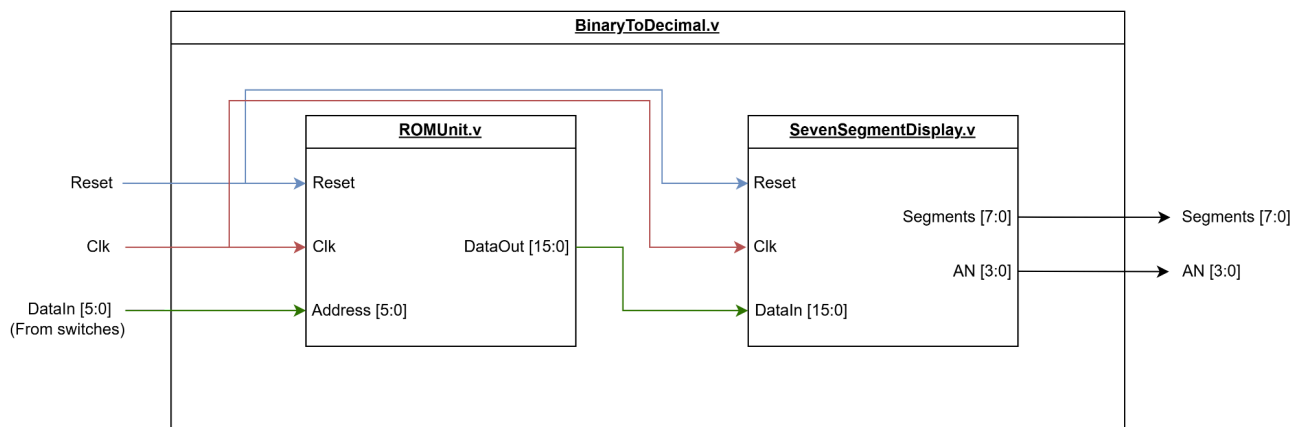 BinaryToDecimal.v
ROMUnit.v
SevenSegmentDisplay.v
Reset
Reset
Reset
Segments [7:0]
Segments [7:0]
Clk
Clk
DataOut [15:0]
Clk
AN [3:0]
AN [3:0]
DataIn [5:0]
(From switches)
Address [5:0]
DataIn [15:0]